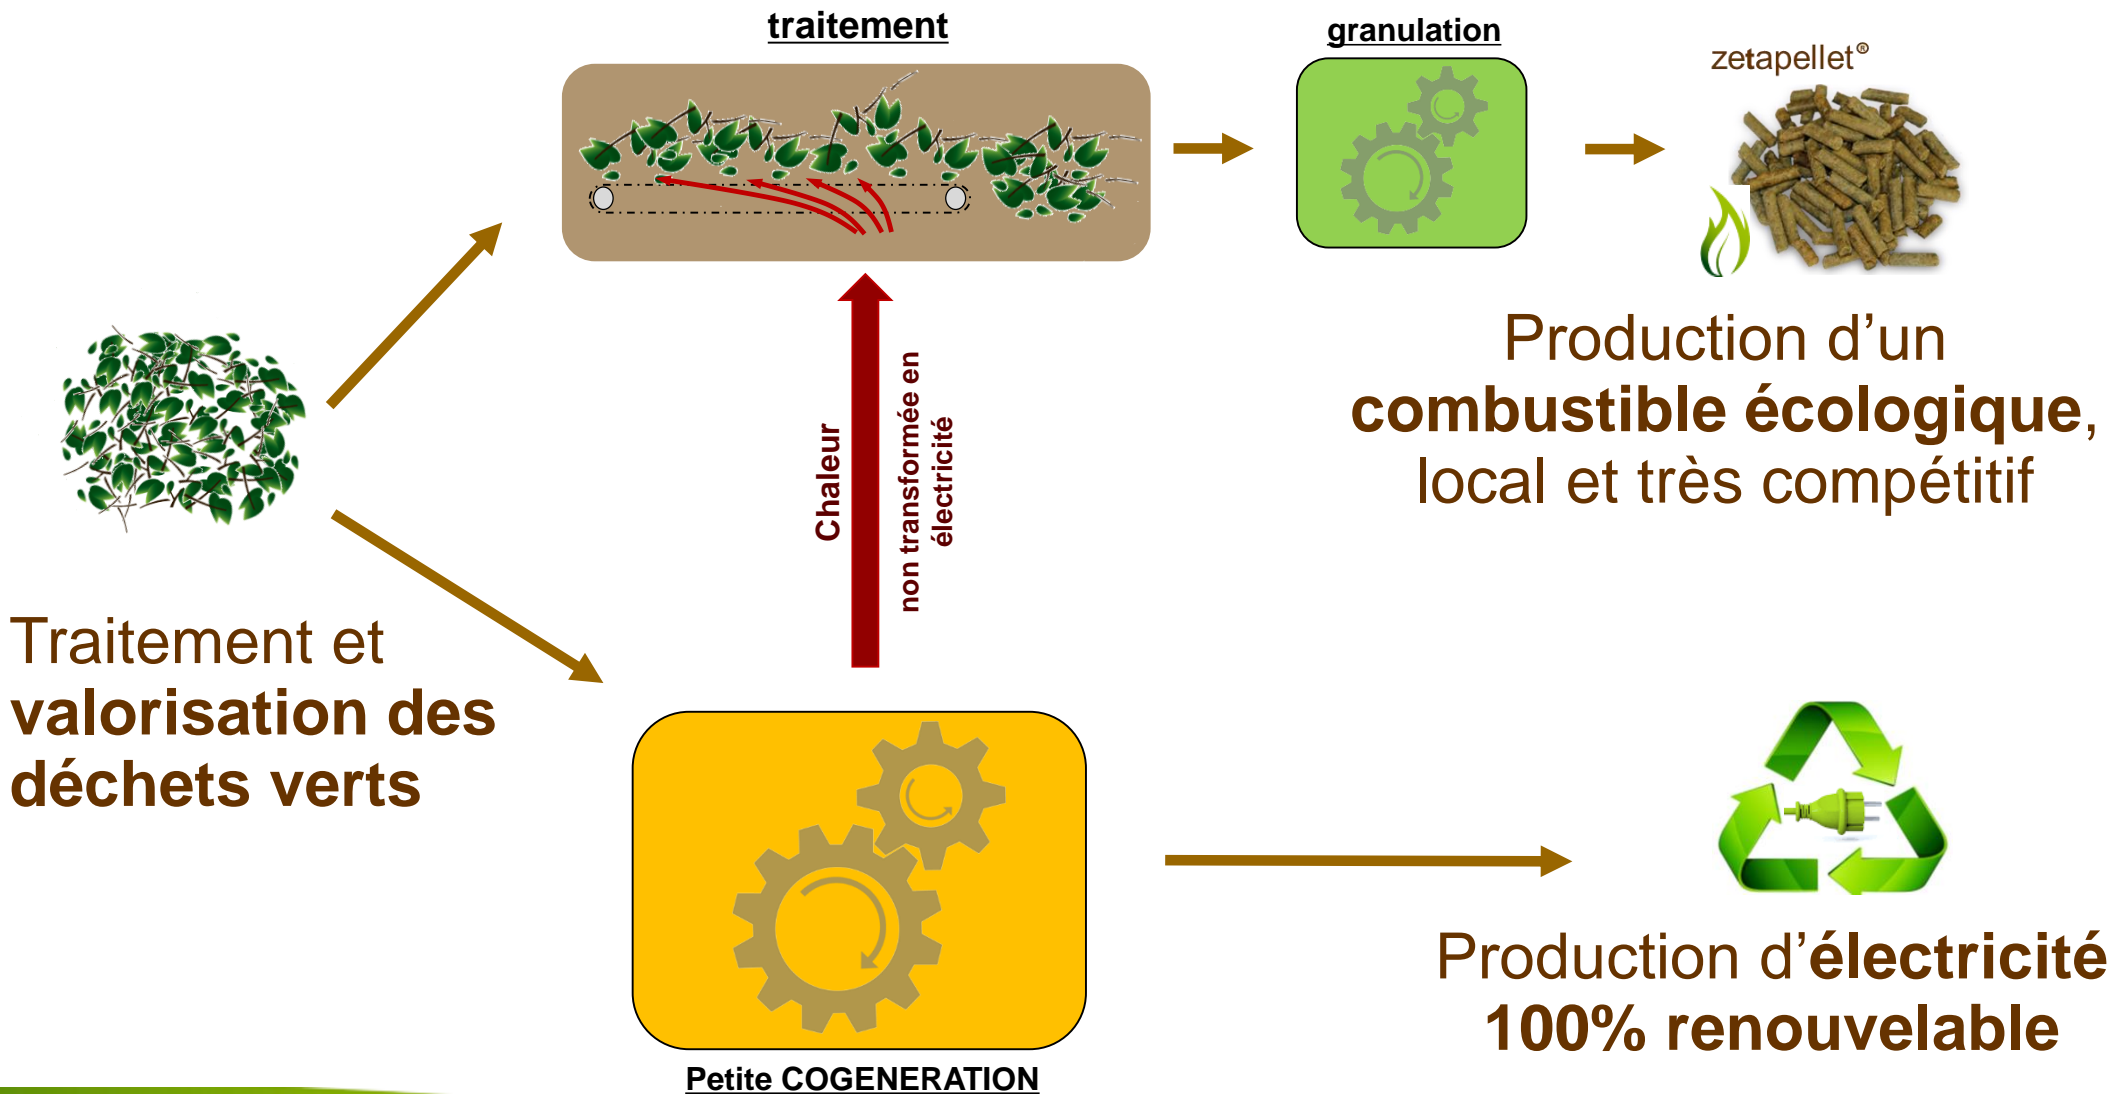 traitement
granulation
zetapellet®
Production d’un
combustible écologique,
local et très compétitif
Chaleur
non transformée en
électricité
Traitement et
valorisation des
déchets verts
Production d’électricité
100% renouvelable
Petite COGENERATION